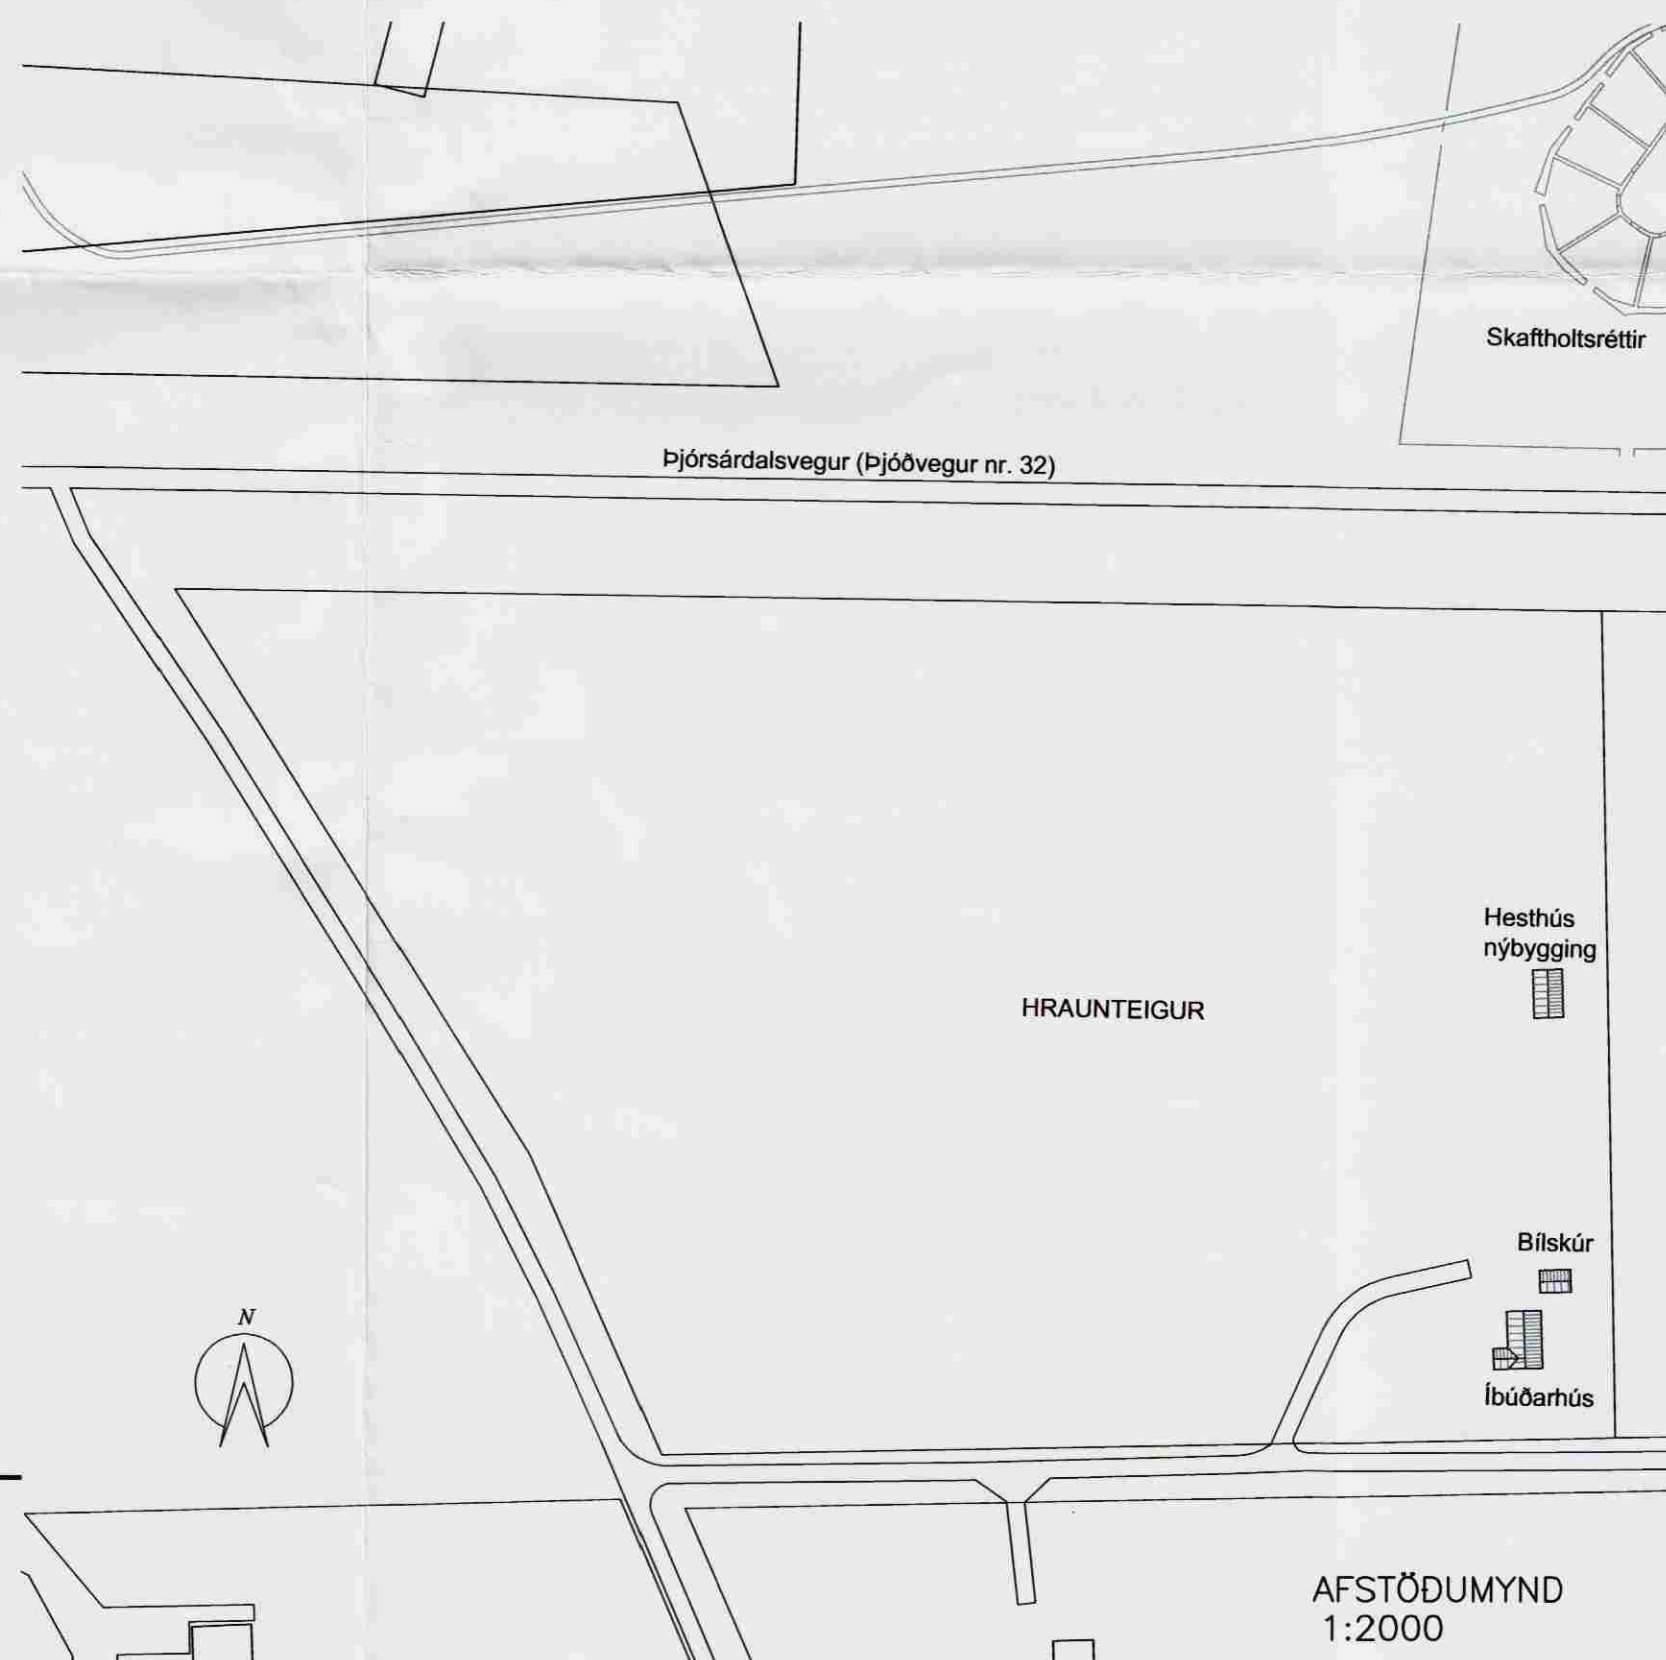 Skaftholtsréttir
Þjórsárdalsvegur (Þjóðvegur nr. 32)
Hesthús
nýbygging
HRAUNTEIGUR
Bílskúr
N
Íbúðarhús
AFSTÖÐUMYND
1:2000